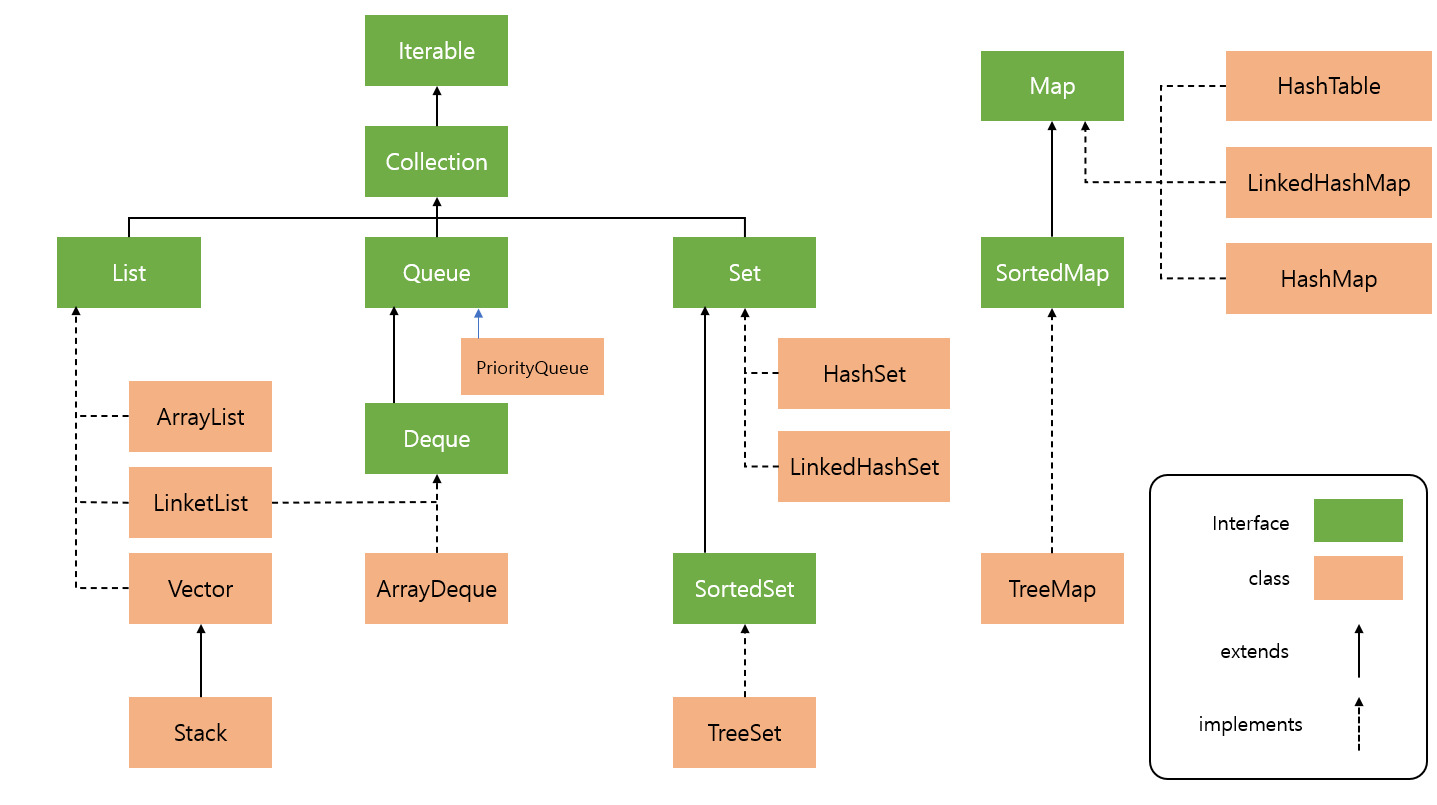 Iterable
Collection
List
Queue
Set
PriorityQueue
ArrayList
Deque
HashSet
LinketList
LinkedHashSet
Vector
ArrayDeque
SortedSet
Stack
TreeSet
Map
HashTable
LinkedHashMap
SortedMap
HashMap
TreeMap
Interface
class
extends
implements